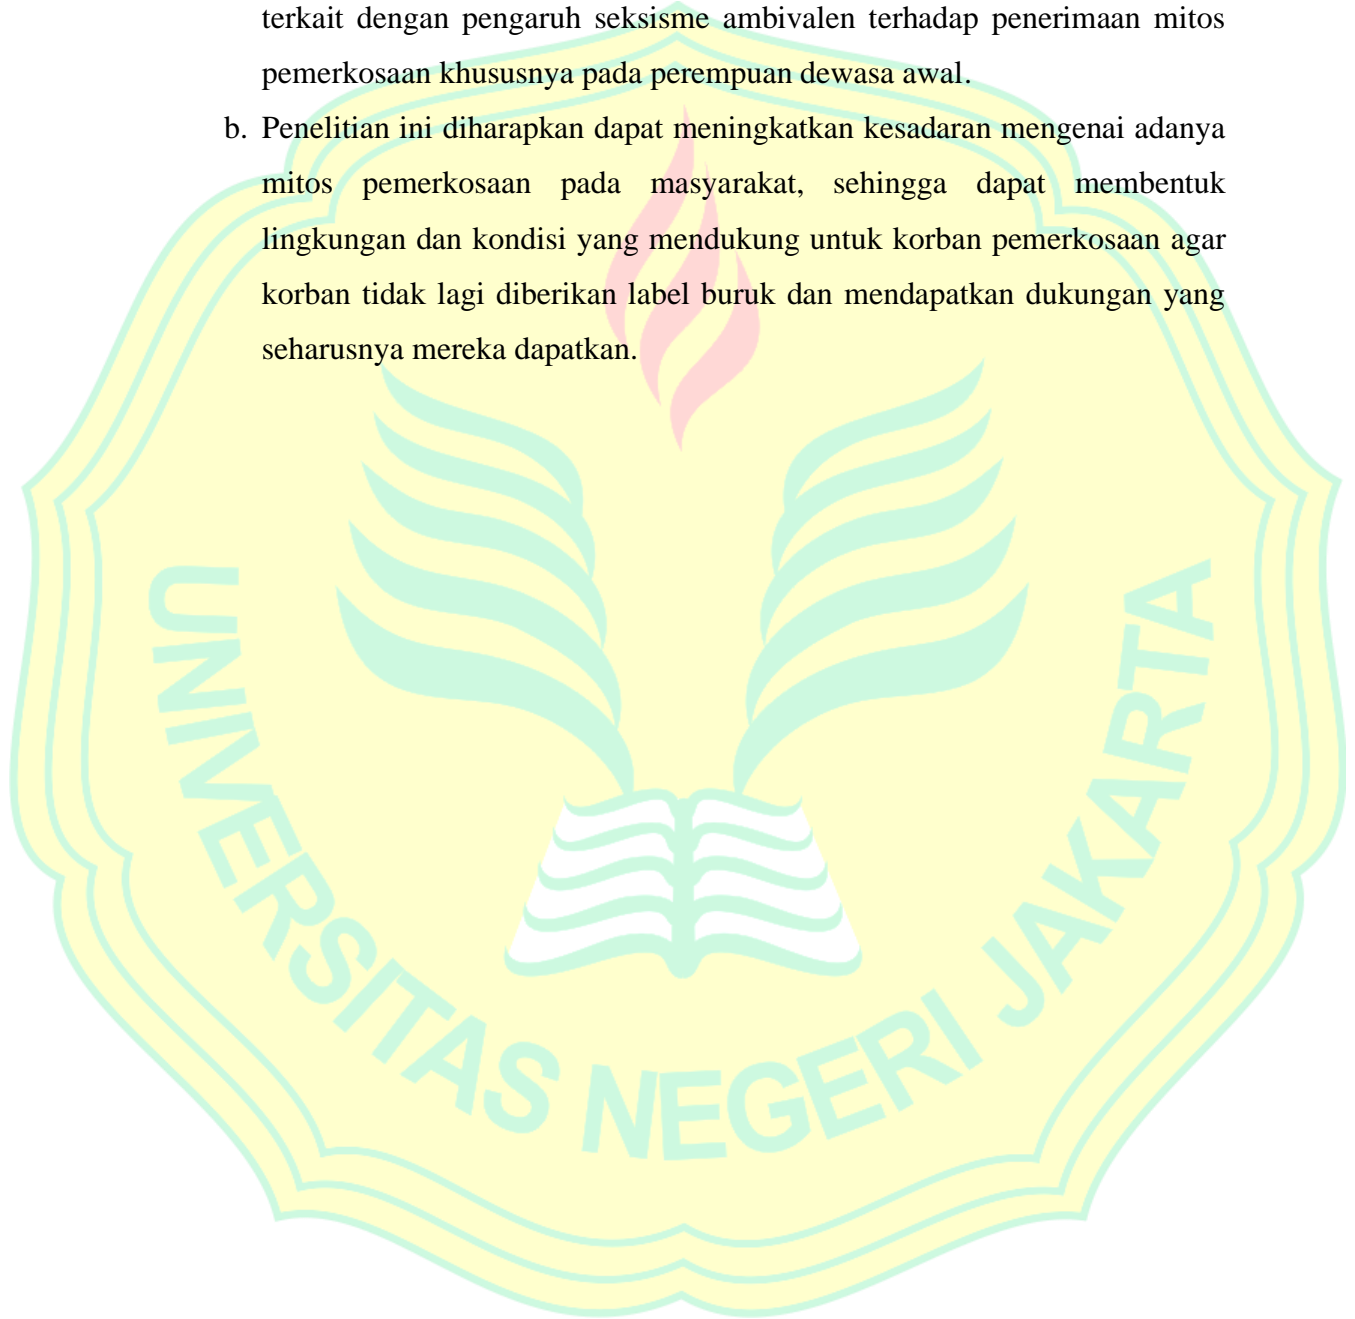 terkait dengan pengaruh seksisme ambivalen terhadap penerimaan mitos
pemerkosaan khususnya pada perempuan dewasa awal.
b. Penelitian ini diharapkan dapat meningkatkan kesadaran mengenai adanya
mitos pemerkosaan pada masyarakat, sehingga dapat membentuk
lingkungan dan kondisi yang mendukung untuk korban pemerkosaan agar
korban tidak lagi diberikan label buruk dan mendapatkan dukungan yang
seharusnya mereka dapatkan.
UNIVERSITAS NEGERI JAKARTA